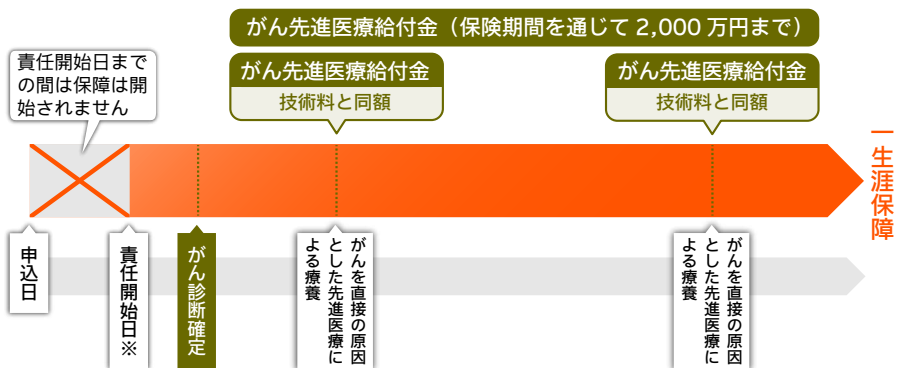 がん先進医療給付金（保険期間を通じて 2,000 万円まで）
責任開始日まで
の間は保障は開
始されません
がん先進医療給付金
技術料と同額
がん先進医療給付金
技術料と同額
一生涯保障
申込日
責任開始日※
がん診断確定
がんを直接の原因
とした先進医療に
よる療養
がんを直接の原因
とした先進医療に
よる療養